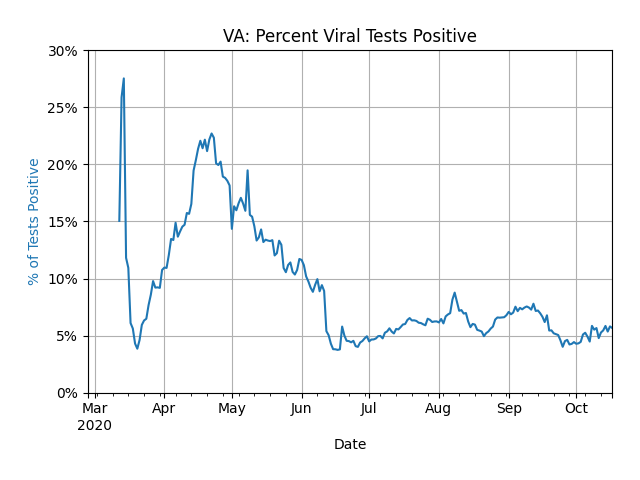 VA: Percent Viral Tests Positive
30%
25%
20%
15%
10%
5%
0%
% of Tests Positive
Mar Apr May Jun Jul Aug Sep Oct
2020
Date